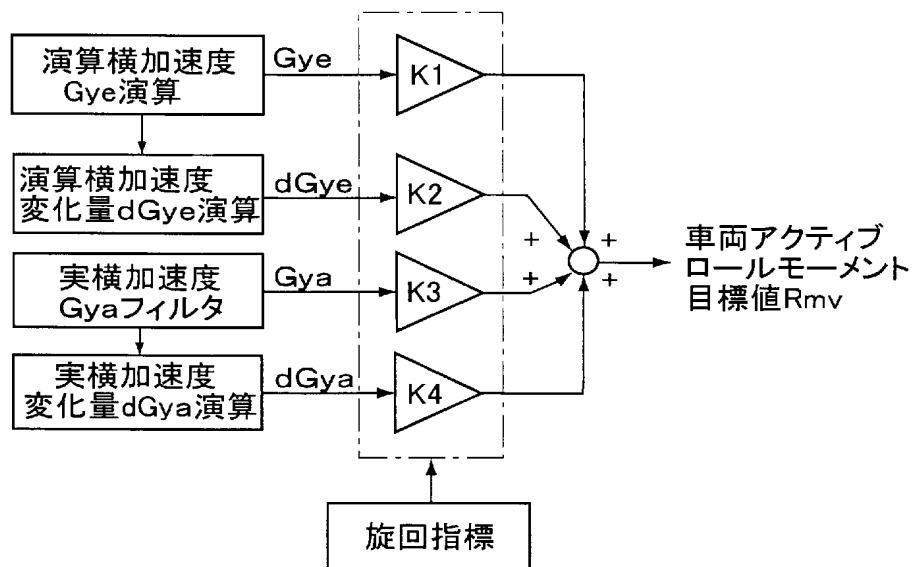 演算横加速度
Gye演算
Gye
K1
演算横加速度
変化量dGye演算
dGye
K2
実横加速度
Gyaフィルタ
Gya
K3
実横加速度
変化量dGya演算
dGya
K4
+
+
+
+
車両アクティブ
ロールモーメント
目標値Rmv
旋回指標